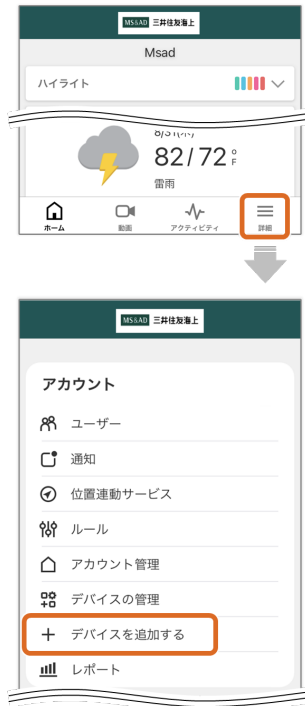 MS&AD 三井住友海上
Msad
ハイライト
82/72 °F
雷雨
ホーム 動画 アクティビティ 詳細
MS&AD 三井住友海上
アカウント
ユーザー
通知
位置連動サービス
ルール
アカウント管理
デバイスの管理
デバイスを追加する
レポート